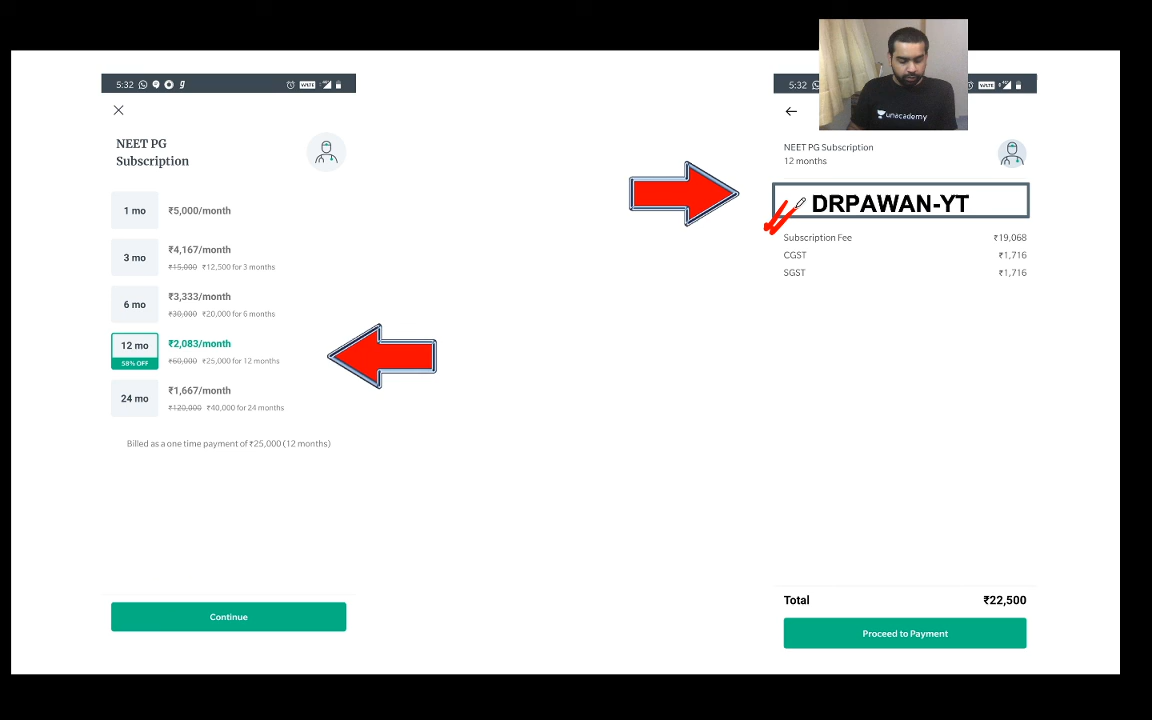 5:32
NEET PG
Subscription
1 mo
₹5,000/month
3 mo
₹4,167/month
₹15,000 ₹12,500 for 3 months
6 mo
₹3,333/month
₹30,000 ₹20,000 for 6 months
12 mo
58% OFF
₹2,083/month
₹60,000 ₹25,000 for 12 months
24 mo
₹1,667/month
₹120,000 ₹40,000 for 24 months
Billed as a one time payment of ₹25,000 (12 months)
Continue
5:32
unacademy
NEET PG Subscription
12 months
DRPAWAN-YT
Subscription Fee ₹19,068
CGST ₹1,716
SGST ₹1,716
Total ₹22,500
Proceed to Payment